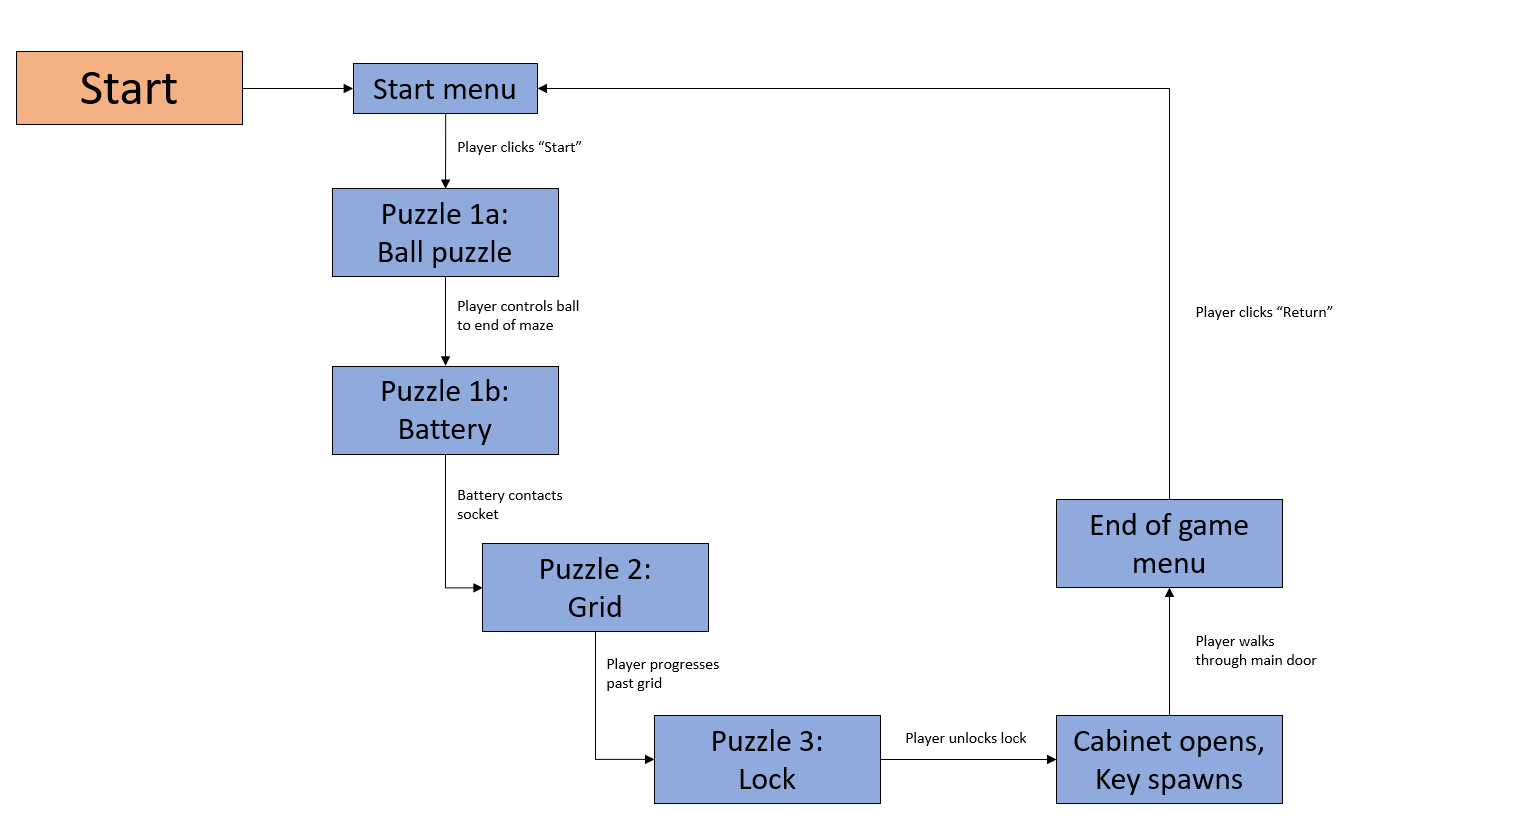 Start
Start menu
Player clicks “Start”
Puzzle 1a:
Ball puzzle
Player controls ball
to end of maze
Puzzle 1b:
Battery
Battery contacts
socket
Puzzle 2:
Grid
Player progresses
past grid
Puzzle 3:
Lock
Player unlocks lock
Cabinet opens,
Key spawns
Player walks
through main door
End of game
menu
Player clicks “Return”